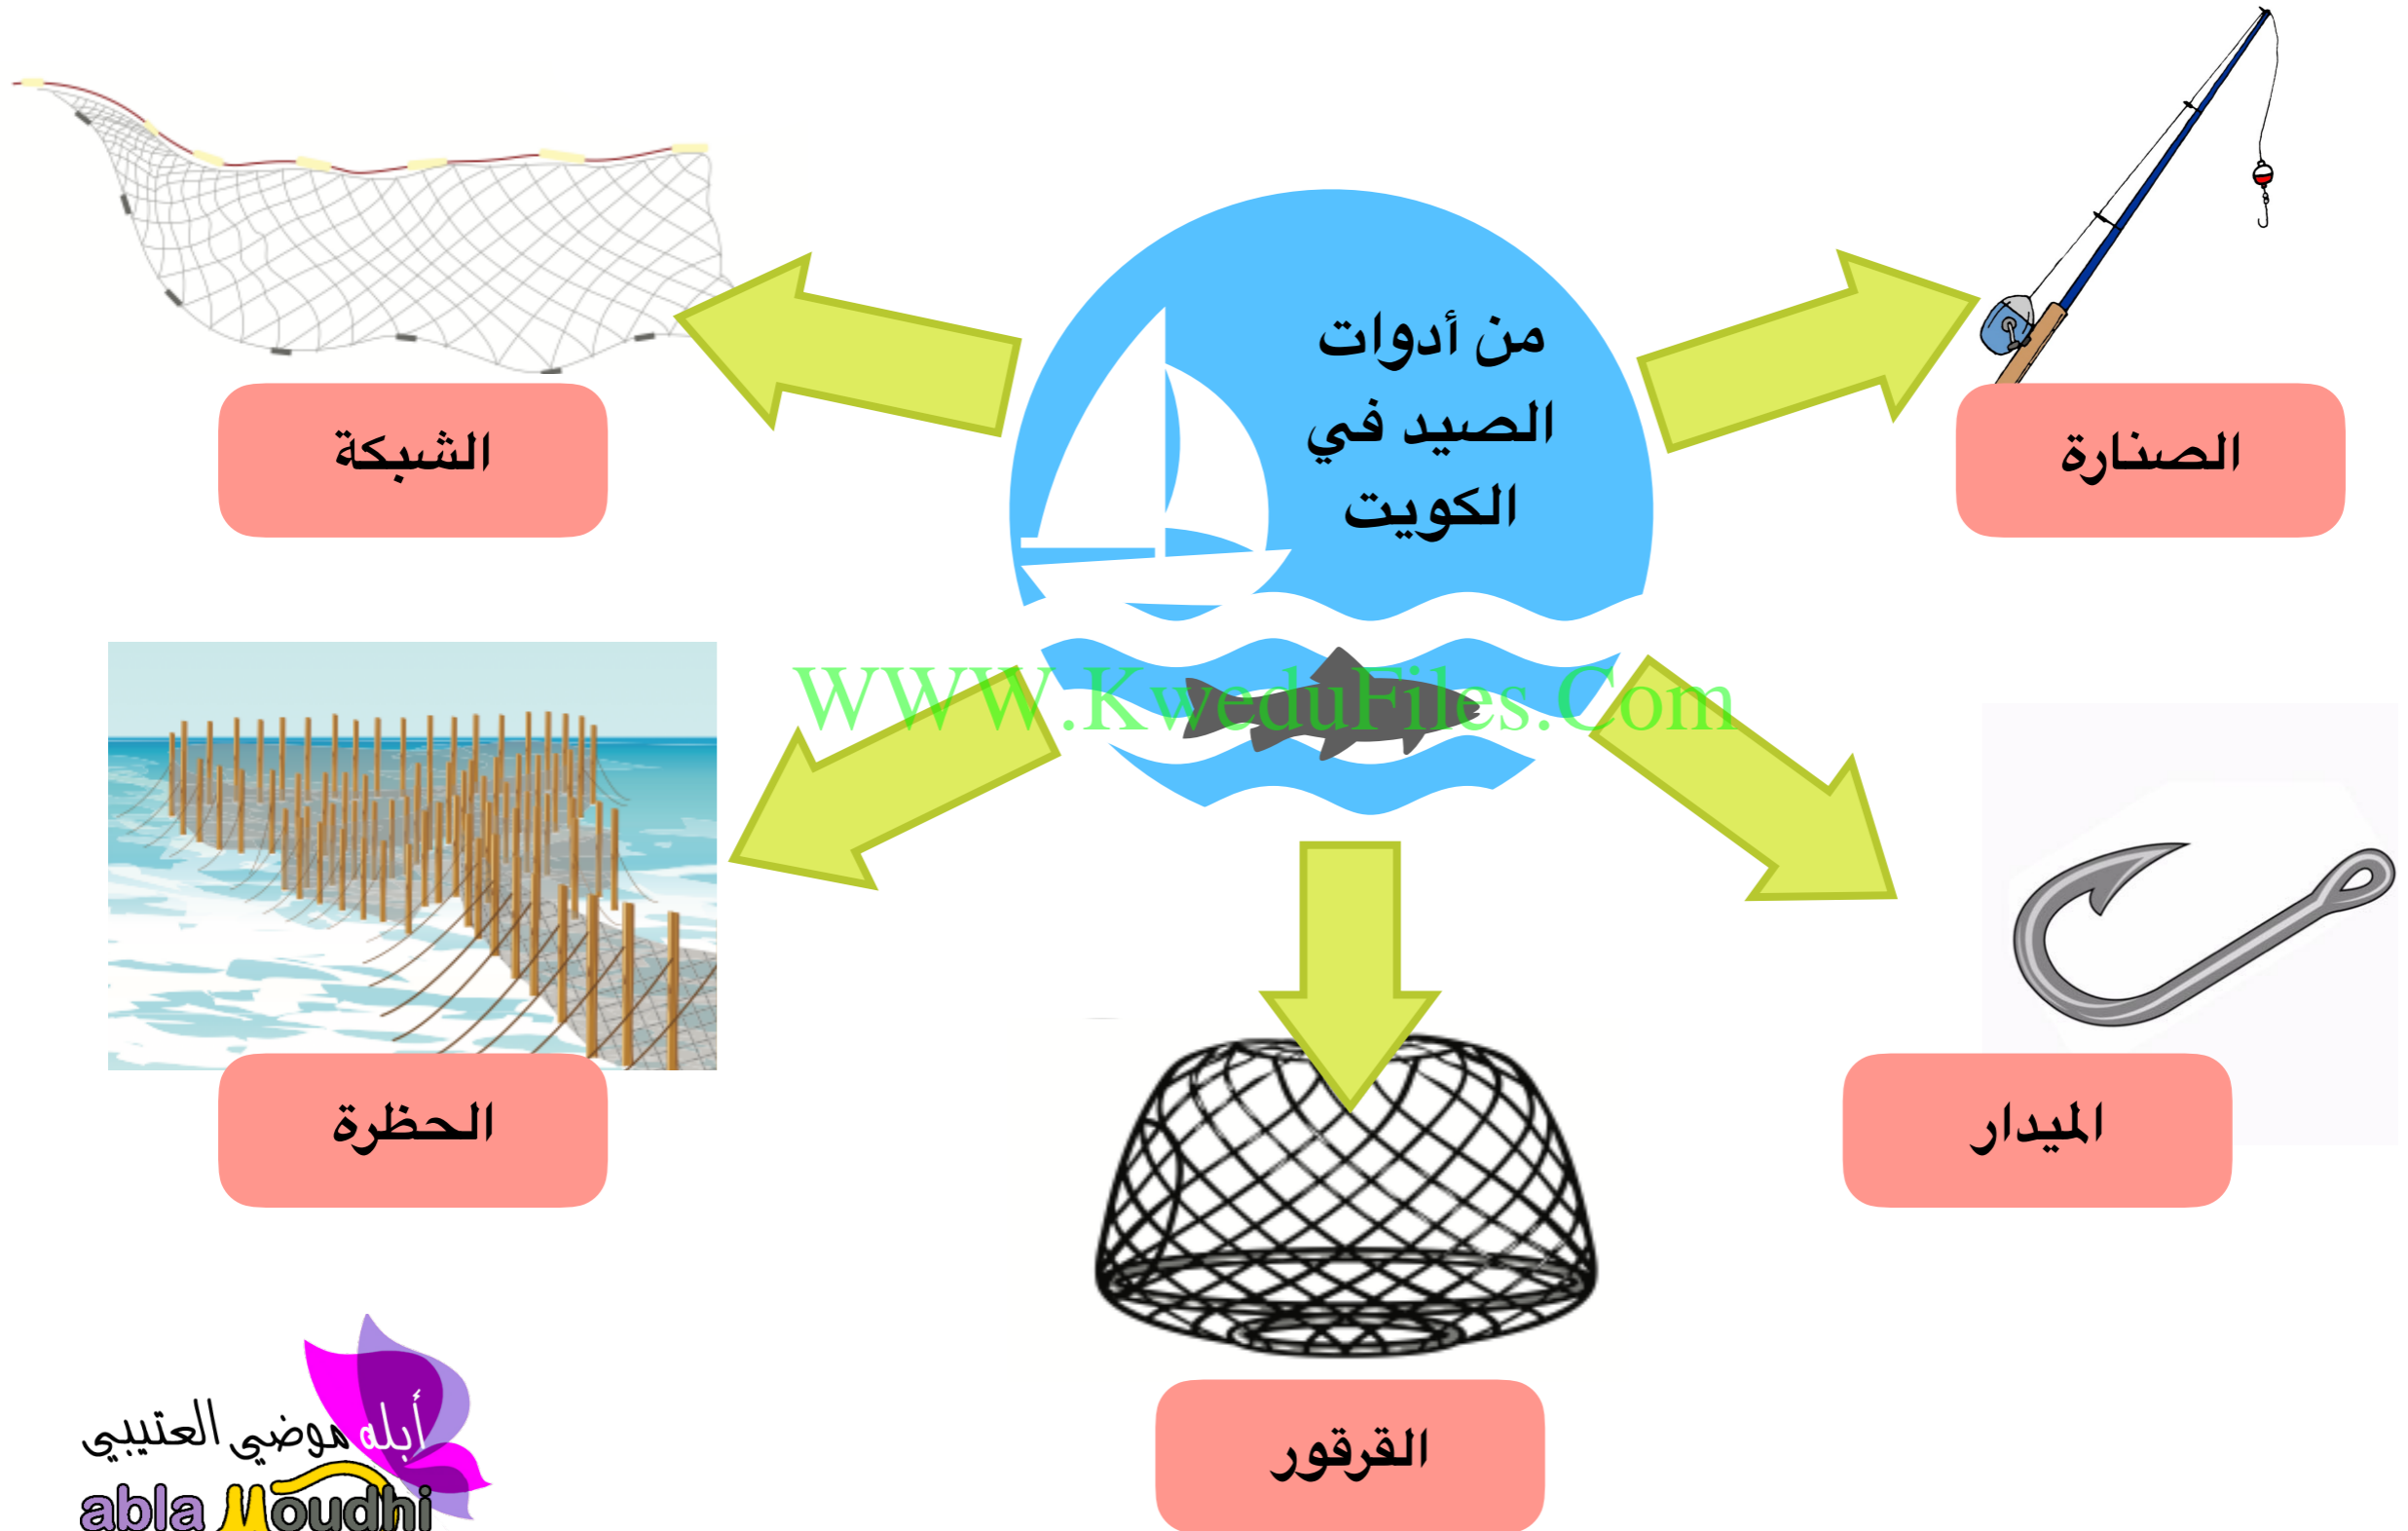 من أدوات
الصيد في
الكويت
الصنارة
الشبكة
WWW.KweduFiles.Com
الميدار
الحظرة
القرقور
أبله موضي العتيبي
abla Moudhi